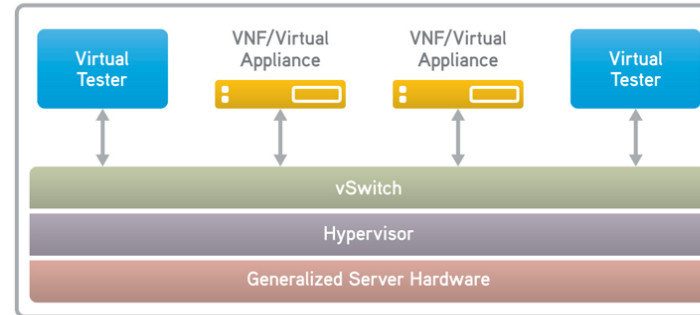 Virtual
Tester
VNF/Virtual
Appliance
VNF/Virtual
Appliance
Virtual
Tester
vSwitch
Hypervisor
Generalized Server Hardware